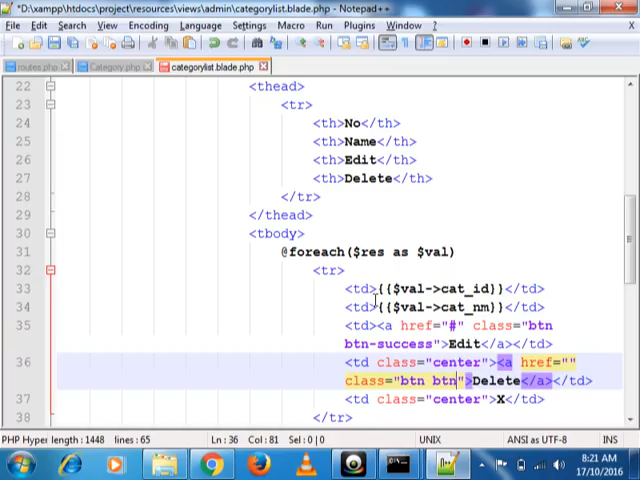 *D:\xampp\htdocs\project\resources\views\admin\categorylist.blade.php - Notepad++
File Edit Search View Encoding Language Settings Macro Run Plugins Window ? X
routes.php Category.php categorylist.blade.php
22 <thead>
23 <tr>
24 <th>No</th>
25 <th>Name</th>
26 <th>Edit</th>
27 <th>Delete</th>
28 </tr>
29 </thead>
30 <tbody>
31 @foreach($res as $val)
32 <tr>
33 <td>{{$val->cat_id}}</td>
34 <td>{{$val->cat_nm}}</td>
35 <td><a href="#" class="btn
btn-success">Edit</a></td>
36 <td class="center"><a href=""
class="btn btn">Delete</a></td>
37 <td class="center">X</td>
38 </tr>
PHP Hyper length : 1448 lines : 65 Ln : 36 Col : 81 Sel : 0 | 0 UNIX ANSI as UTF-8 INS
8:21 AM
17/10/2016